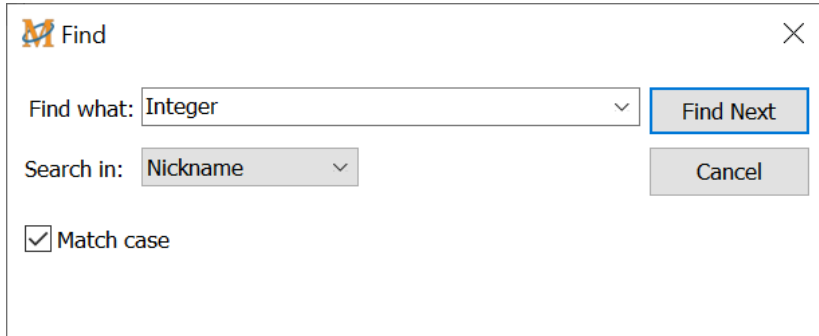 Find
Find what: Integer Find Next
Search in: Nickname Cancel
Match case